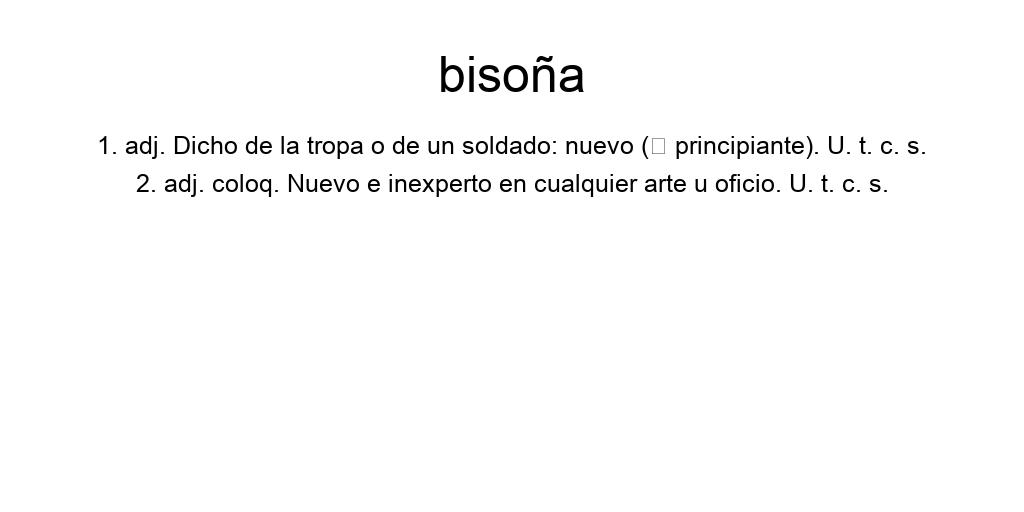 bisoña
1. adj. Dicho de la tropa o de un soldado: nuevo (▯ principiante). U. t. c. s.
2. adj. coloq. Nuevo e inexperto en cualquier arte u oficio. U. t. c. s.